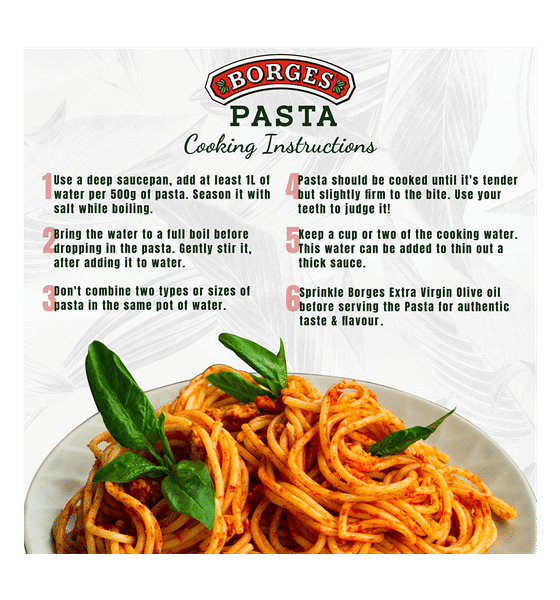 BORGES
PASTA
Cooking Instructions
1 Use a deep saucepan, add at least 1L of
water per 500g of pasta. Season it with
salt while boiling.
2 Bring the water to a full boil before
dropping in the pasta. Gently stir it,
after adding it to water.
3 Don't combine two types or sizes of
pasta in the same pot of water.
4 Pasta should be cooked until it's tender
but slightly firm to the bite. Use your
teeth to judge it!
5 Keep a cup or two of the cooking water.
This water can be added to thin out a
thick sauce.
6 Sprinkle Borges Extra Virgin Olive oil
before serving the Pasta for authentic
taste & flavour.